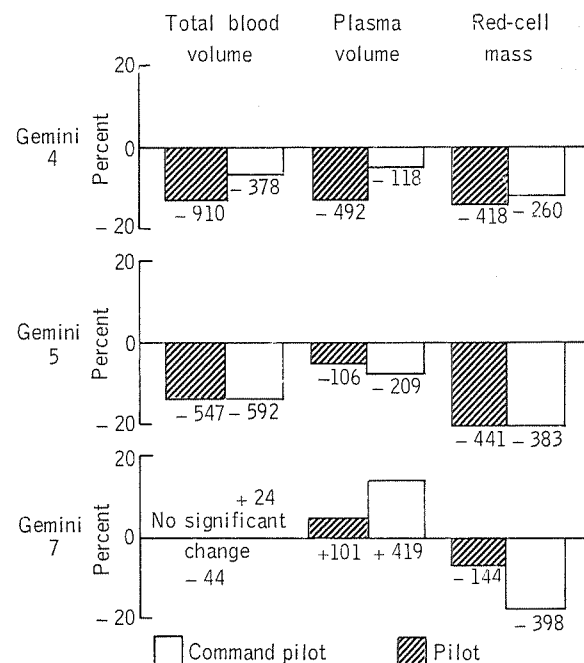 Total blood volume
Plasma volume
Red-cell mass
Gemini 4
Percent
20
0
- 20
- 910
- 378
- 492
- 118
- 418
- 260
Gemini 5
Percent
20
0
- 20
- 547
- 592
-106
- 209
- 441
- 383
Gemini 7
Percent
20
0
- 20
+ 24
No significant
change
- 44
+101
+ 419
- 144
- 398
Command pilot
Pilot